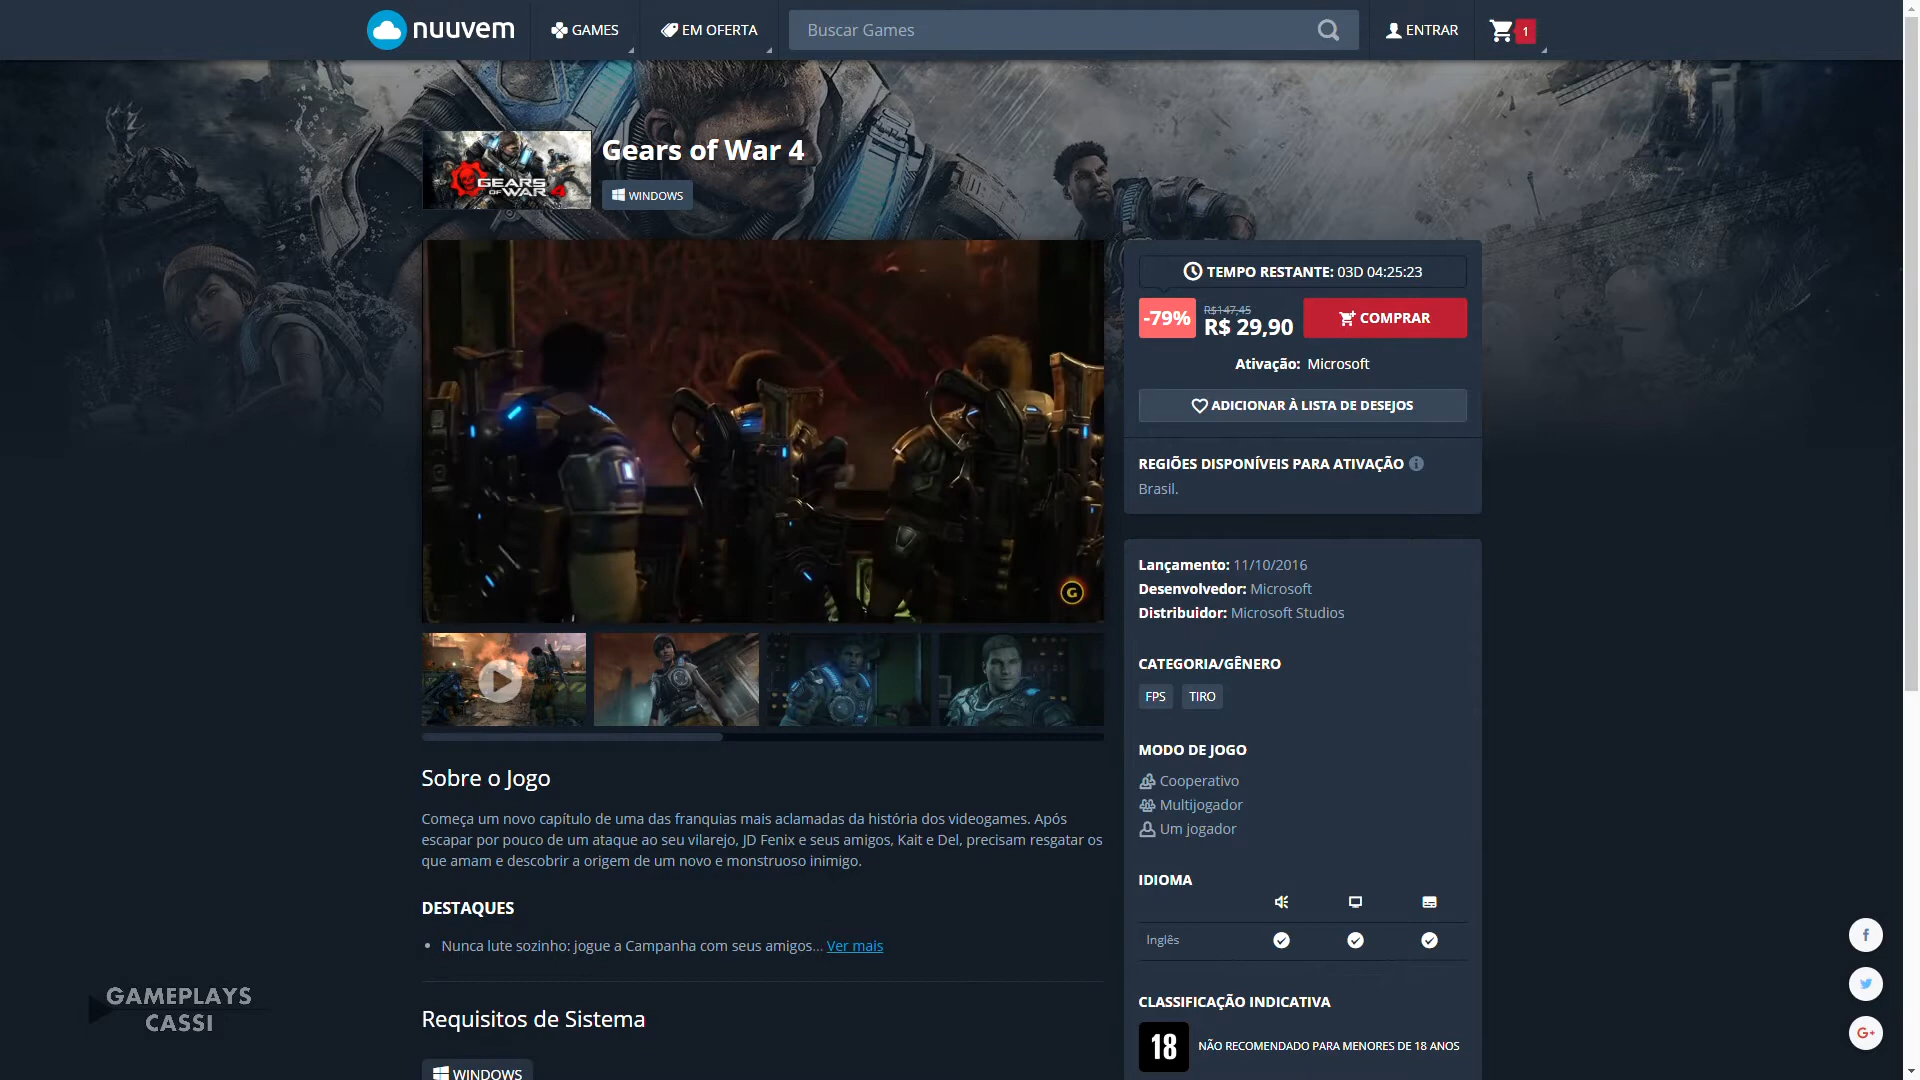 nuuvem
GAMES
EM OFERTA
Buscar Games
ENTRAR
1
GEARS
OF WAR 4
Gears of War 4
WINDOWS
TEMPO RESTANTE: 03D 04:25:23
-79%
R$147,45
R$ 29,90
COMPRAR
Ativação: Microsoft
ADICIONAR À LISTA DE DESEJOS
REGIÕES DISPONÍVEIS PARA ATIVAÇÃO
Brasil.
G
Lançamento: 11/10/2016
Desenvolvedor: Microsoft
Distribuidor: Microsoft Studios
CATEGORIA/GÊNERO
FPS
TIRO
MODO DE JOGO
Cooperativo
Multijogador
Um jogador
IDIOMA
Inglês
CLASSIFICAÇÃO INDICATIVA
18
NÃO RECOMENDADO PARA MENORES DE 18 ANOS
Sobre o Jogo
Começa um novo capítulo de uma das franquias mais aclamadas da história dos videogames. Após
escapar por pouco de um ataque ao seu vilarejo, JD Fenix e seus amigos, Kait e Del, precisam resgatar os
que amam e descobrir a origem de um novo e monstruoso inimigo.
DESTAQUES
Nunca lute sozinho: jogue a Campanha com seus amigos... Ver mais
Requisitos de Sistema
WINDOWS
GAMEPLAYS
CASSI
f
G+